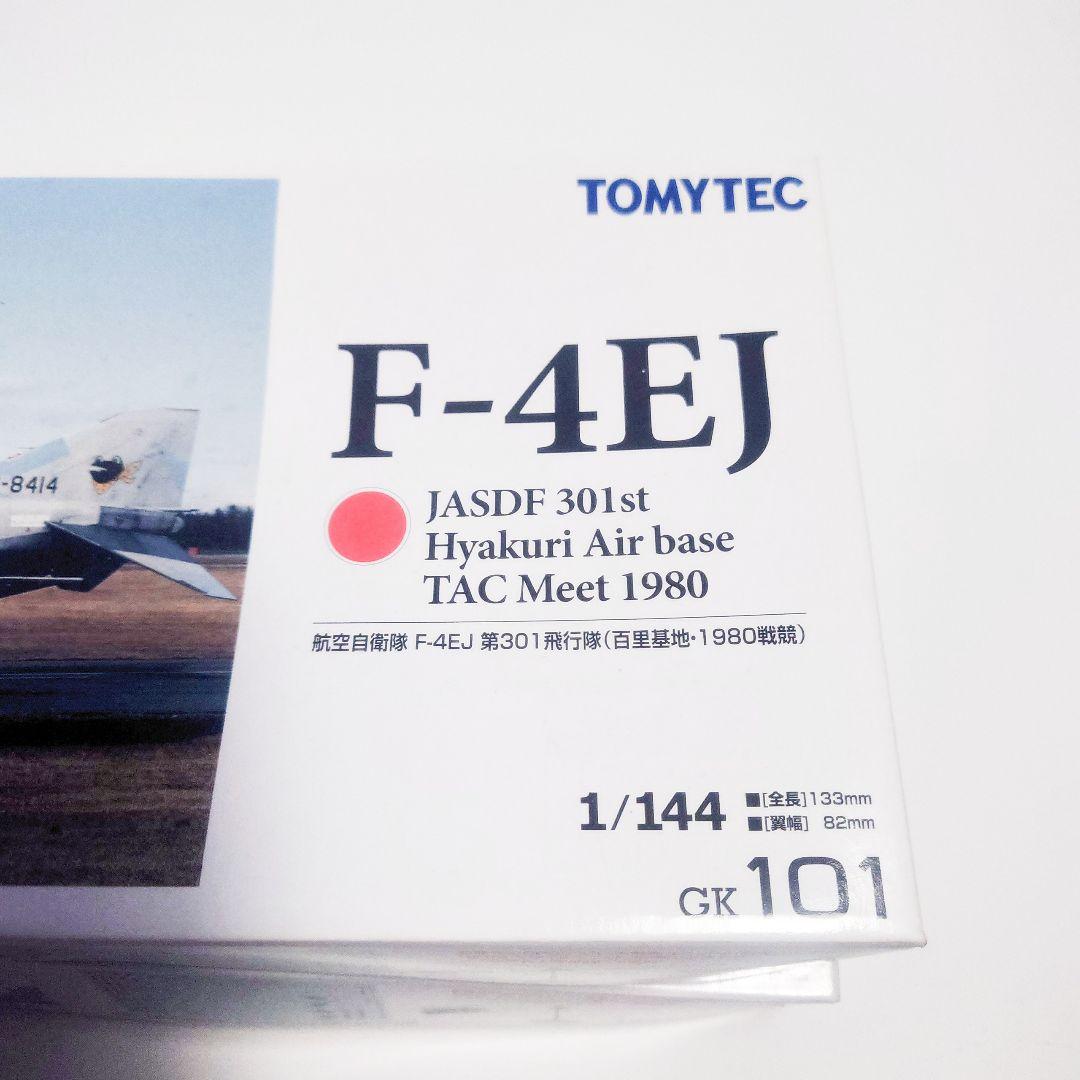 TOMYTEC
F-4EJ
-8414
JASDF 301st
Hyakuri Air base
TAC Meet 1980
航空自衛隊 F-4EJ 第301飛行隊(百里基地・1980戦競)
1/144
■[全長]133mm
■[翼幅] 82mm
GK 101